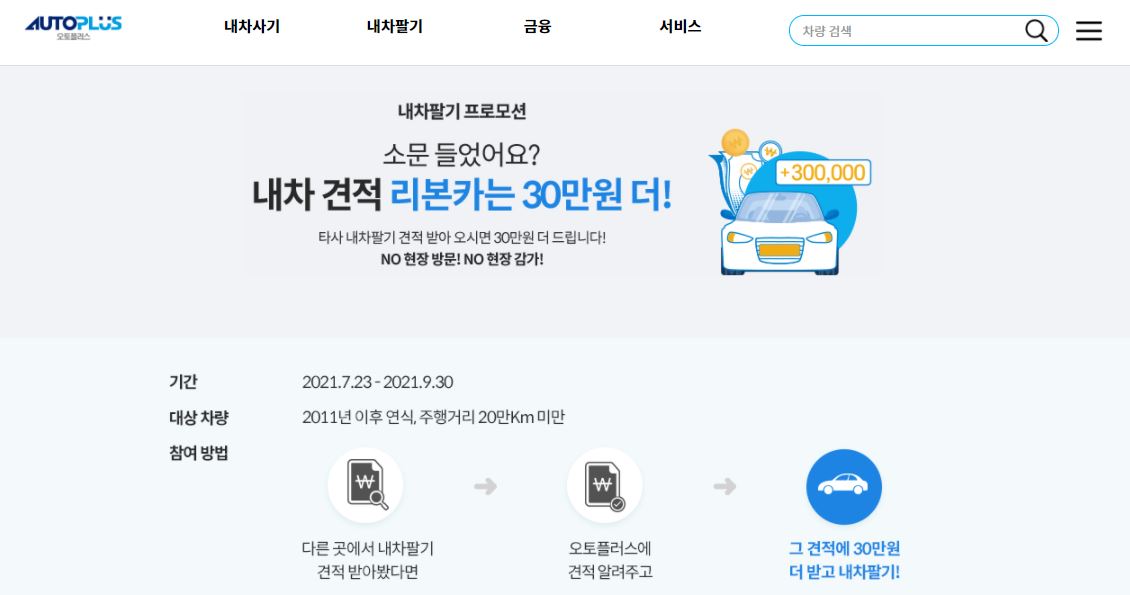 AUTOPLUS
오토플러스
내차사기 내차팔기 금융 서비스
차량 검색
내차팔기 프로모션
소문 들었어요?
내차 견적 리본카는 30만원 더!
타사 내차팔기 견적 받아 오시면 30만원 더 드립니다!
NO 현장 방문! NO 현장 감가!
+300,000
기간 2021.7.23 - 2021.9.30
대상 차량 2011년 이후 연식, 주행거리 20만Km 미만
참여 방법
다른 곳에서 내차팔기
견적 받아봤다면
오토플러스에
견적 알려주고
그 견적에 30만원
더 받고 내차팔기!